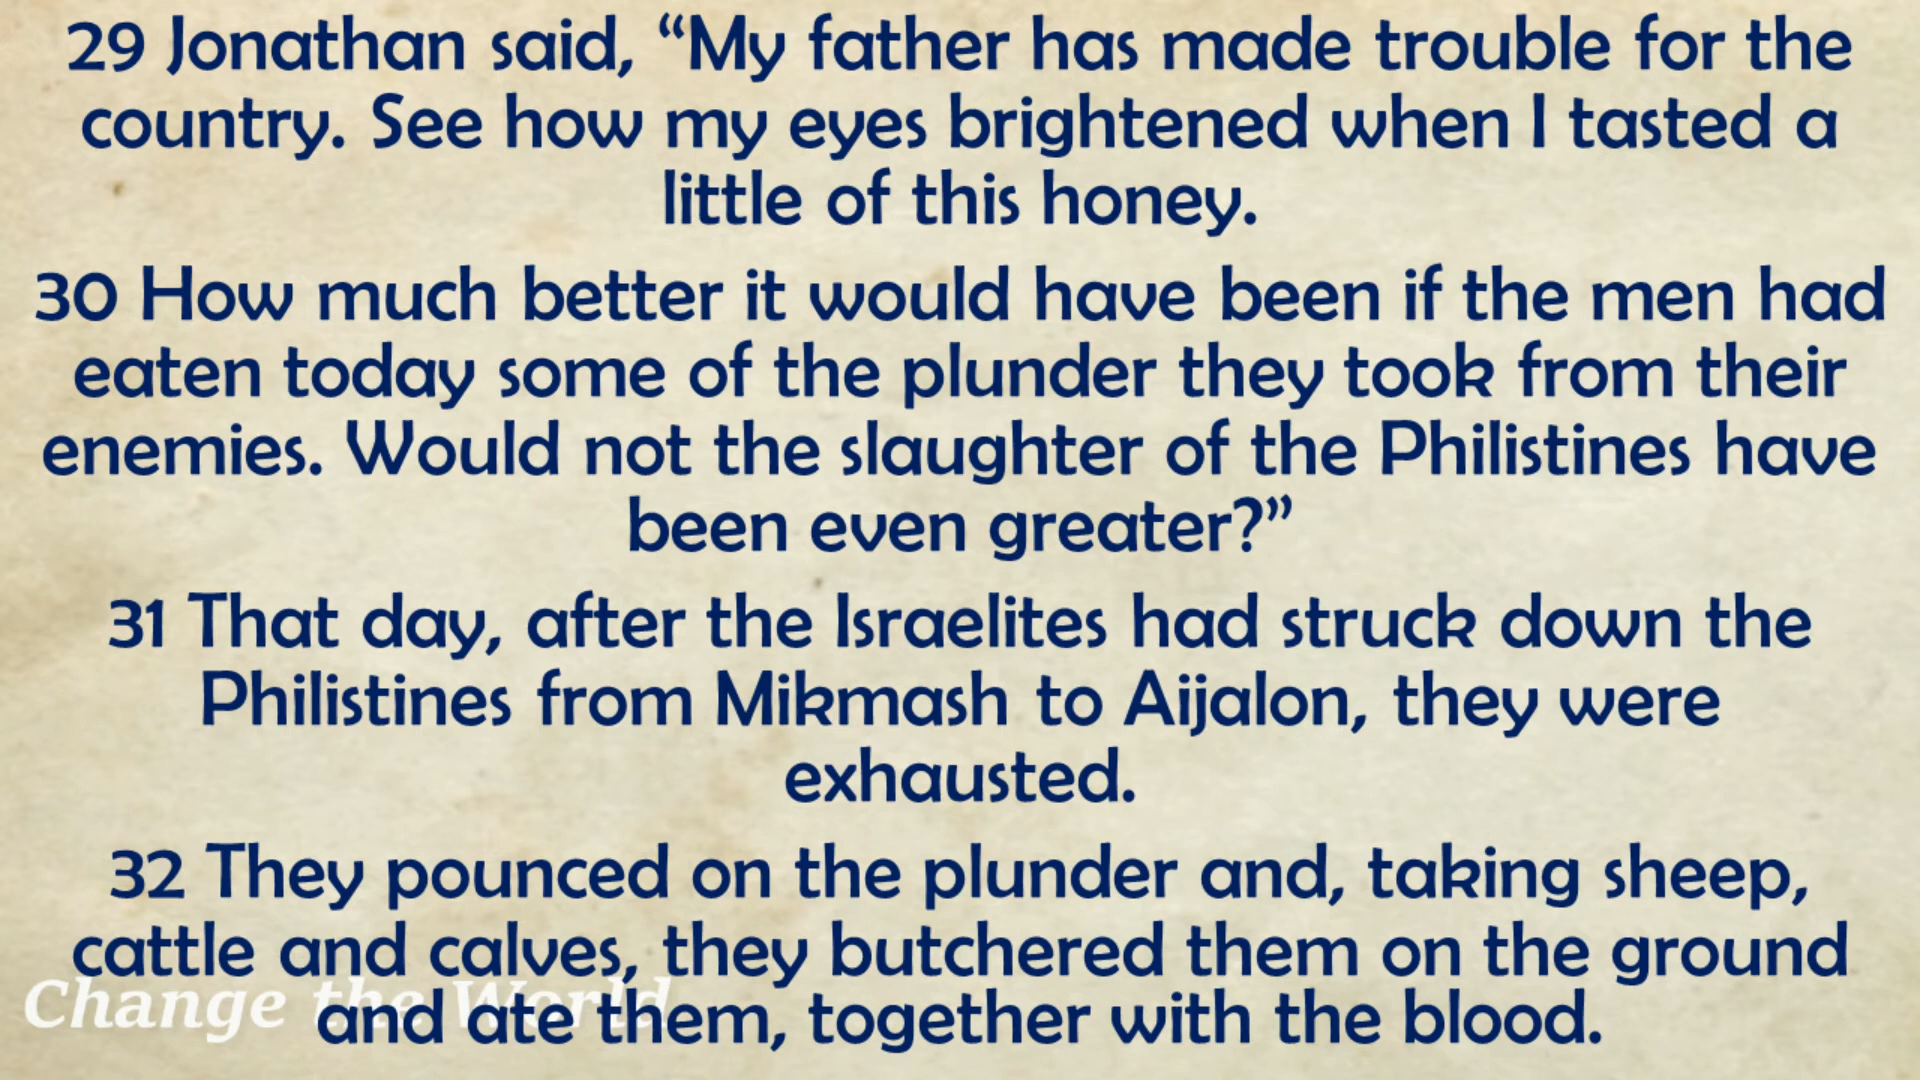 29 Jonathan said, “My father has made trouble for the
country. See how my eyes brightened when I tasted a
little of this honey.
30 How much better it would have been if the men had
eaten today some of the plunder they took from their
enemies. Would not the slaughter of the Philistines have
been even greater?”
31 That day, after the Israelites had struck down the
Philistines from Mikmash to Aijalon, they were
exhausted.
32 They pounced on the plunder and, taking sheep,
cattle and calves, they butchered them on the ground
and ate them, together with the blood.
Change the World